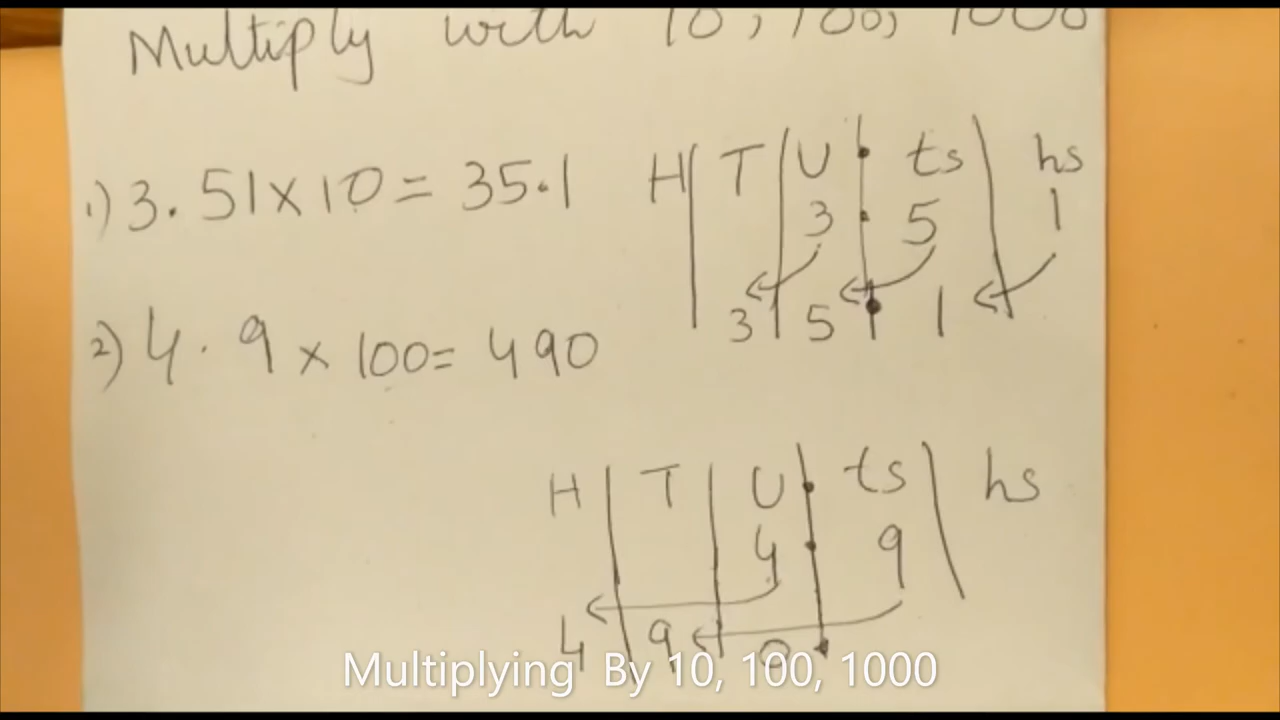 Multiply with 10, 100, 1000
1) 3.51 x 10 = 35.1
H T U . ts hs
3 . 5 1
3 5 . 1
2) 4.9 x 100 = 490
H T U . ts hs
4 . 9
4 9 0 .
Multiplying By 10, 100, 1000